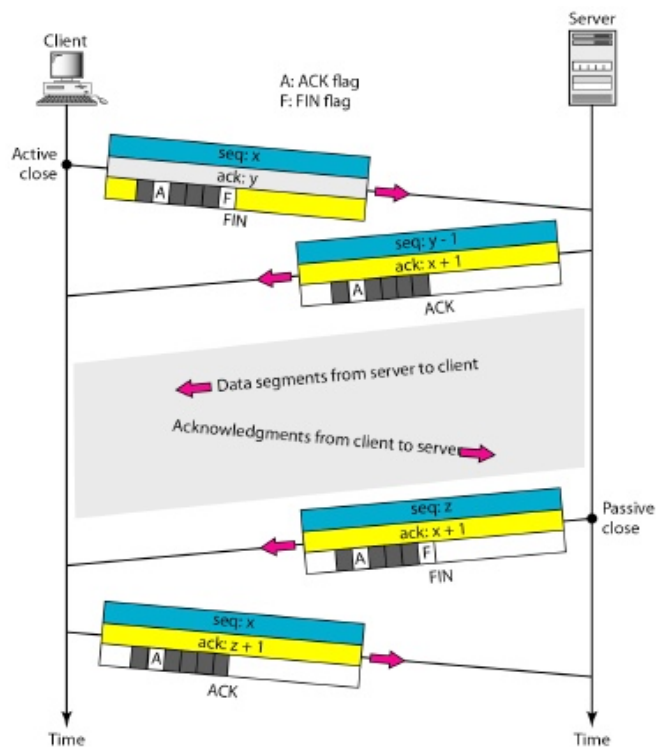 Client
Server
A: ACK flag
F: FIN flag
Active
close
seq: x
ack: y
A
F
FIN
seq: y - 1
ack: x + 1
A
ACK
Data segments from server to client
Acknowledgments from client to server
Passive
close
seq: z
ack: x + 1
A
F
FIN
seq: x
ack: z + 1
A
ACK
Time
Time